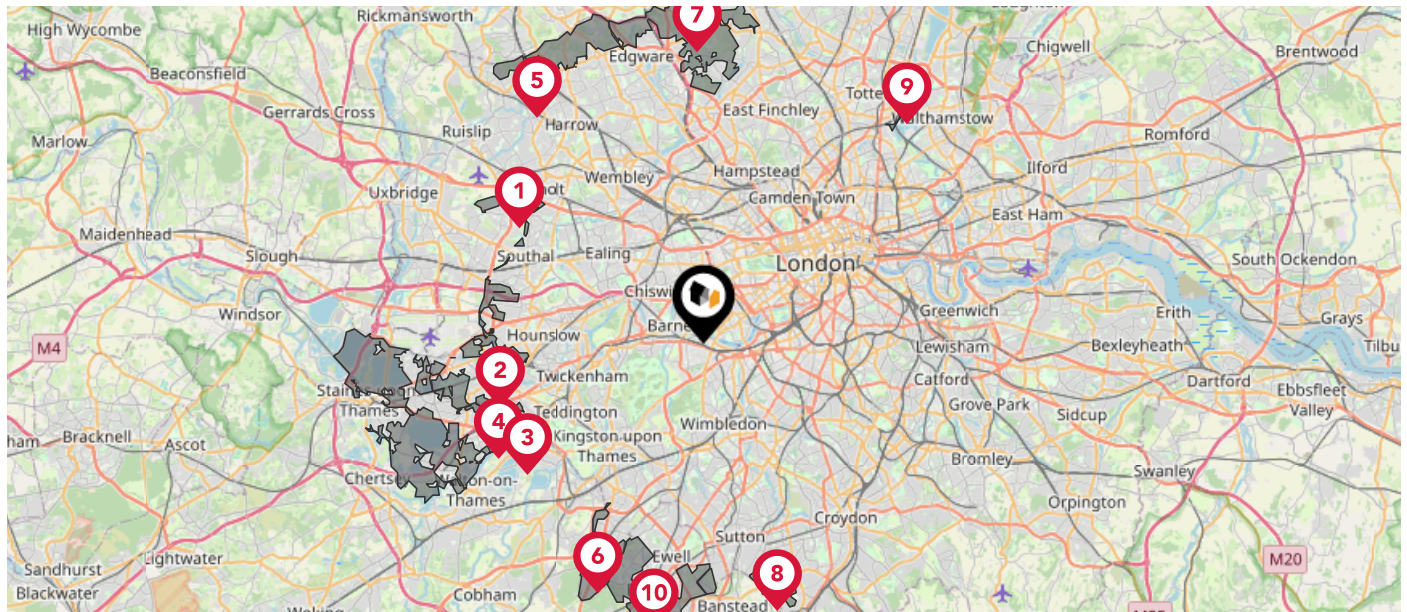 Rickmansworth
High Wycombe
7
Chigwell
Brentwood
Edgware
Beaconsfield
5
9
Gerrards Cross
East Finchley
Harrow
Ruislip
Marlow
Romford
Wembley
Hampstead
Ilford
Uxbridge
1
Camden Town
East Ham
Maidenhead
Slough
Southal
Ealing
London
South Ockendon
Windsor
Greenwich
Erith
Grays
Hounslow
M4
Lewisham
Bexleyheath
2
Twickenham
Catford
Dartford
Ebbsfleet
Valley
Thames
Teddington
Grove Park
Sidcup
4
3
Wimbledon
Bracknell
Ascot
Kingston upon
Thames
Bromley
Swanley
Thames
Orpington
Croydon
Sutton
6
Ewell
Lightwater
M20
8
Sandhurst
Blackwater
Cobham
10
Banstead